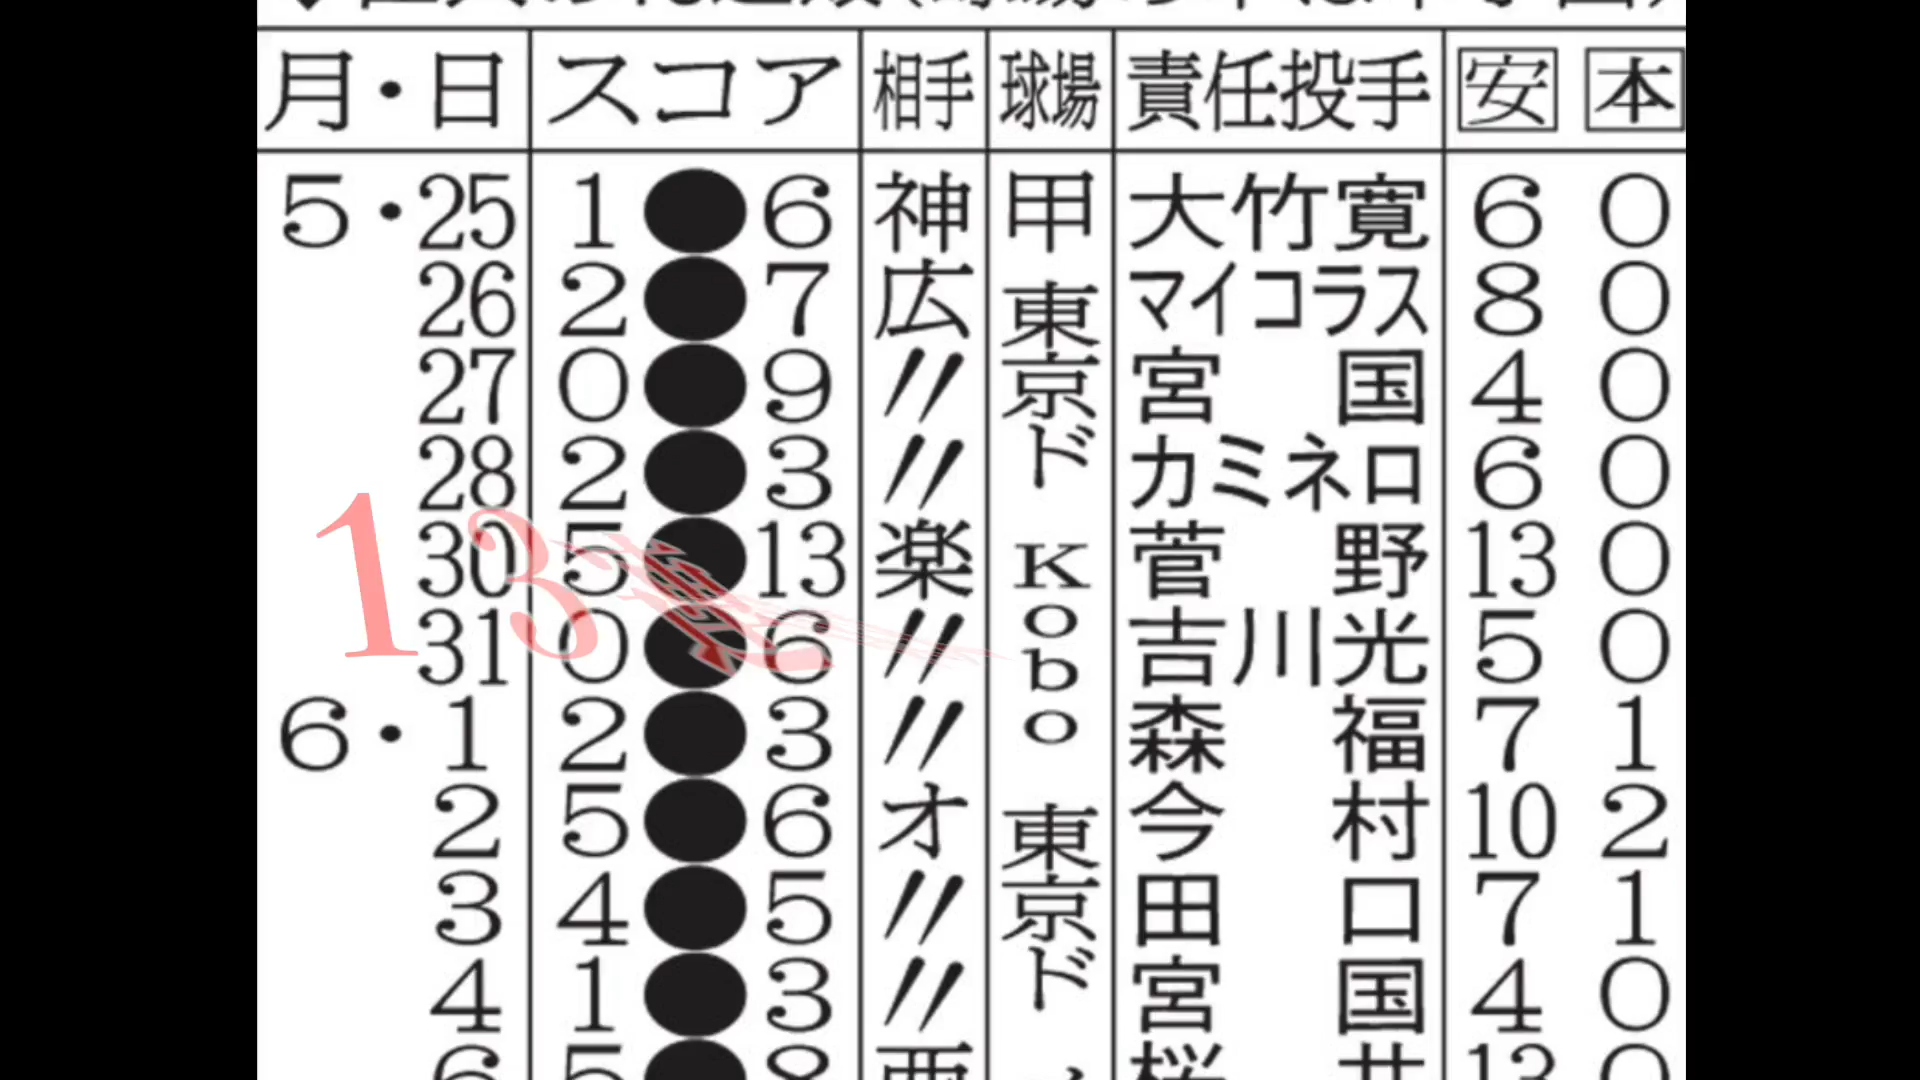 月・日 スコア 相手 球場 責任投手 安 本
5・25 1●6 神 甲 大竹寛 6 0
26 2●7 広 東京ド マイコラス 8 0
27 0●9 〃 宮国 4 0
28 2●3 〃 カミネロ 6 0
30 5●13 楽 Kobo 菅野 13 0
31 0●6 〃 吉川光 5 0
6・1 2●3 〃 森福 7 1
2 5●6 オ 東京ド 今村 10 2
3 4●5 〃 田口 7 1
4 1●3 〃 宮国 4 0
13